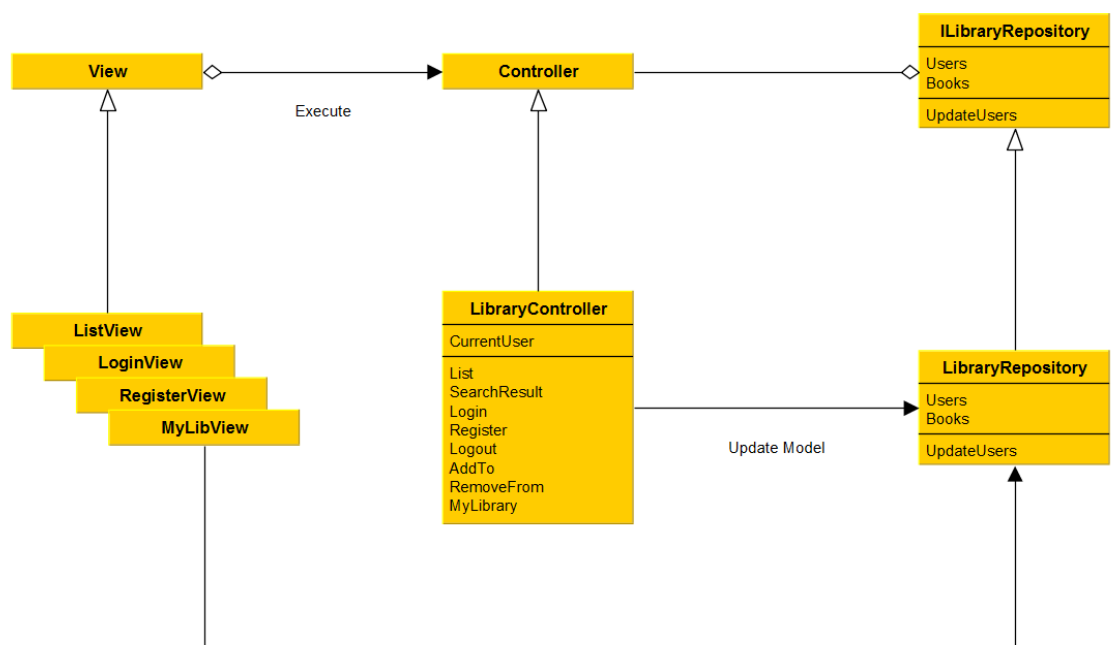 View
Execute
Controller
ILibraryRepository
Users
Books
UpdateUsers
ListView
LoginView
RegisterView
MyLibView
LibraryController
CurrentUser
List
SearchResult
Login
Register
Logout
AddTo
RemoveFrom
MyLibrary
Update Model
LibraryRepository
Users
Books
UpdateUsers